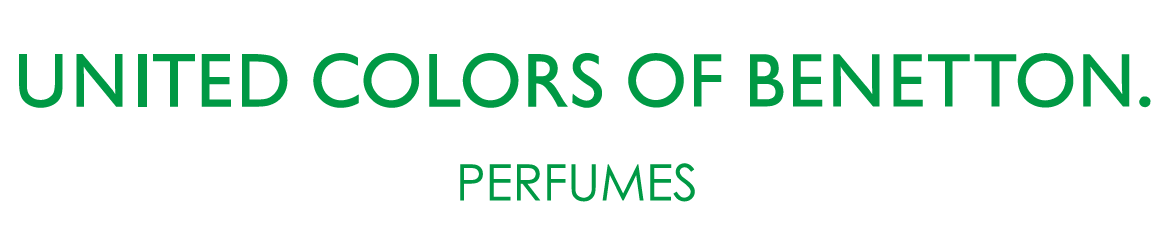 UNITED COLORS OF BENETTON.
PERFUMES